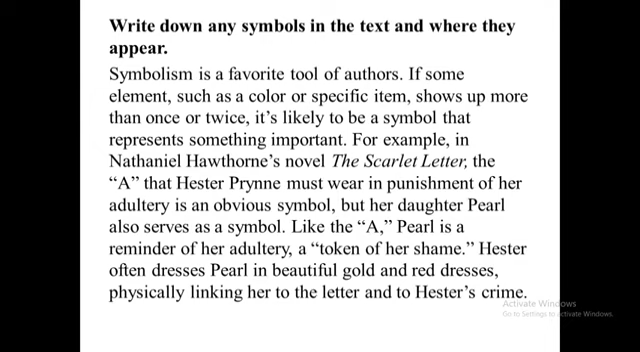 Write down any symbols in the text and where they
appear.
Symbolism is a favorite tool of authors. If some
element, such as a color or specific item, shows up more
than once or twice, it’s likely to be a symbol that
represents something important. For example, in
Nathaniel Hawthorne’s novel The Scarlet Letter, the
“A” that Hester Prynne must wear in punishment of her
adultery is an obvious symbol, but her daughter Pearl
also serves as a symbol. Like the “A,” Pearl is a
reminder of her adultery, a “token of her shame.” Hester
often dresses Pearl in beautiful gold and red dresses,
physically linking her to the letter and to Hester’s crime.
Activate Windows
Go to Settings to activate Windows.